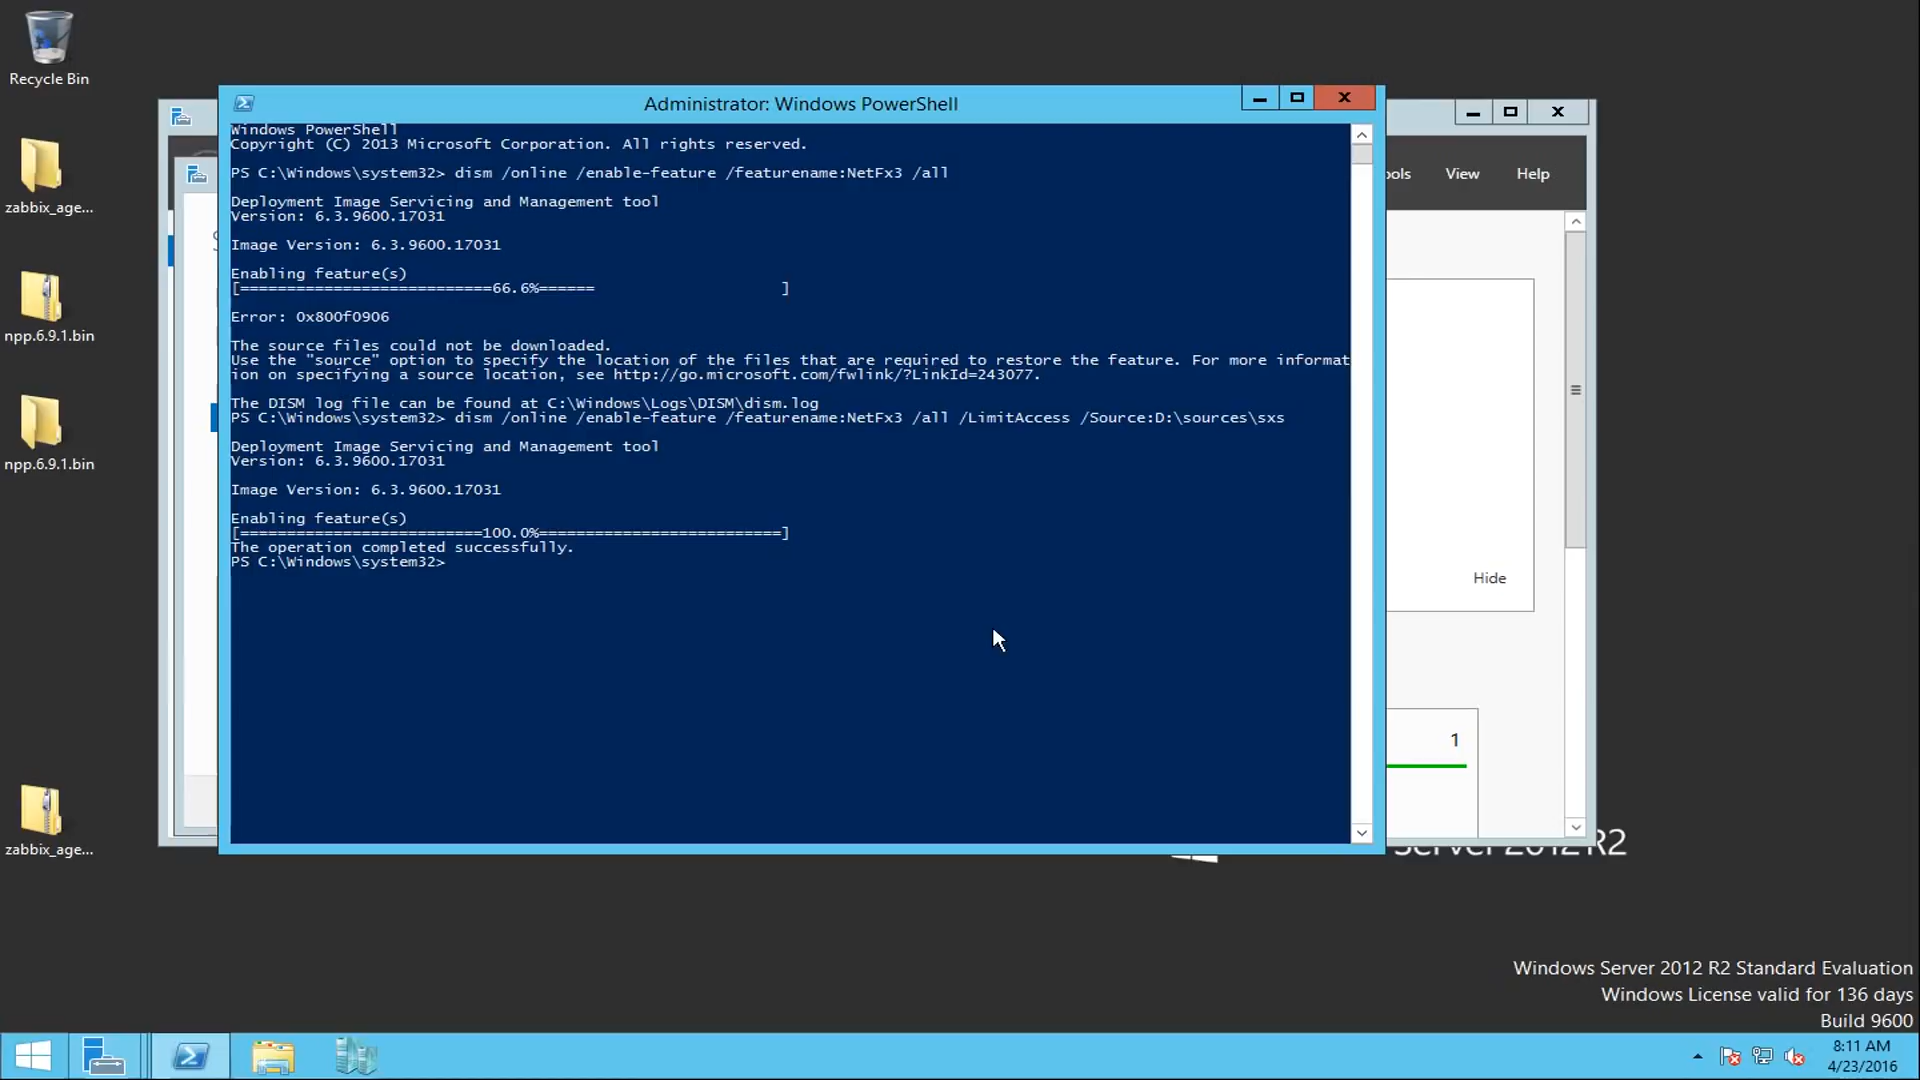 Recycle Bin
zabbix_age...
npp.6.9.1.bin
npp.6.9.1.bin
zabbix_age...
Administrator: Windows PowerShell
Windows PowerShell
Copyright (C) 2013 Microsoft Corporation. All rights reserved.
PS C:\Windows\system32> dism /online /enable-feature /featurename:NetFx3 /all
Deployment Image Servicing and Management tool
Version: 6.3.9600.17031
Image Version: 6.3.9600.17031
Enabling feature(s)
[===========================66.6%======                    ]
Error: 0x800f0906
The source files could not be downloaded.
Use the "source" option to specify the location of the files that are required to restore the feature. For more informat
ion on specifying a source location, see http://go.microsoft.com/fwlink/?LinkId=243077.
The DISM log file can be found at C:\Windows\Logs\DISM\dism.log
PS C:\Windows\system32> dism /online /enable-feature /featurename:NetFx3 /all /LimitAccess /Source:D:\sources\sxs
Deployment Image Servicing and Management tool
Version: 6.3.9600.17031
Image Version: 6.3.9600.17031
Enabling feature(s)
[==========================100.0%==========================]
The operation completed successfully.
PS C:\Windows\system32>
ools View Help
Hide
1
Server 2012 R2
Windows Server 2012 R2 Standard Evaluation
Windows License valid for 136 days
Build 9600
8:11 AM
4/23/2016